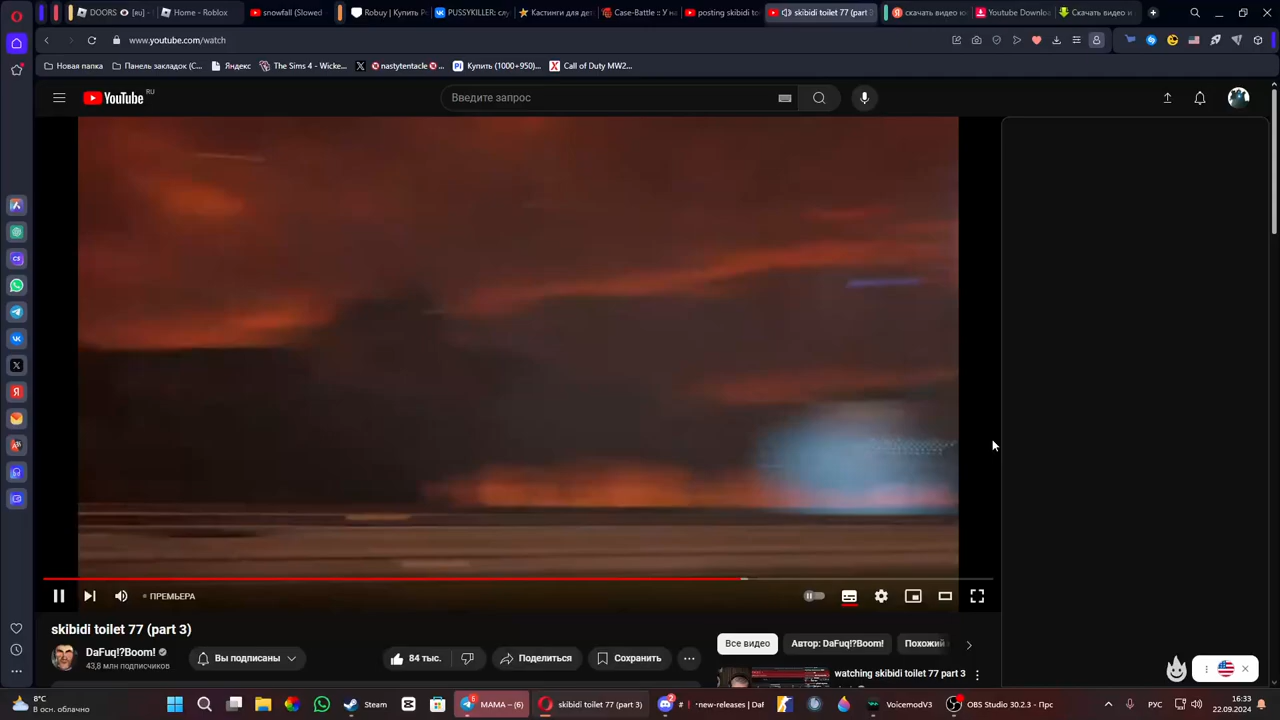 DOORS 👁 [👀]
Home - Roblox
snowfall (Slowed
Robuy | Купить Р
PUSSYKILLER: слу
Кастинги для дет
Case-Battle :: У на
posting skibidi to
skibidi toilet 77 (part 3
скачать видео ю
Youtube Downloa
Скачать видео и
www.youtube.com/watch
Новая папка
Панель закладок (С...
Яндекс
The Sims 4 - Wicke...
nastytentacle
Купить (1000+950)...
Call of Duty MW2...
YouTube RU
Введите запрос
ПРЕМЬЕРА
skibidi toilet 77 (part 3)
DaFuq!?Boom!
43,8 млн подписчиков
Вы подписаны
84 тыс.
Поделиться
Сохранить
Все видео
Автор: DaFuq!?Boom!
Похожий
watching skibidi toilet 77 part 3
8°C
В осн. облачно
Steam
МАМА – (6)
skibidi toilet 77 (part 3)
# | ·new-releases | Daf
VoicemodV3
OBS Studio 30.2.3 - Прс
РУС
16:33
22.09.2024